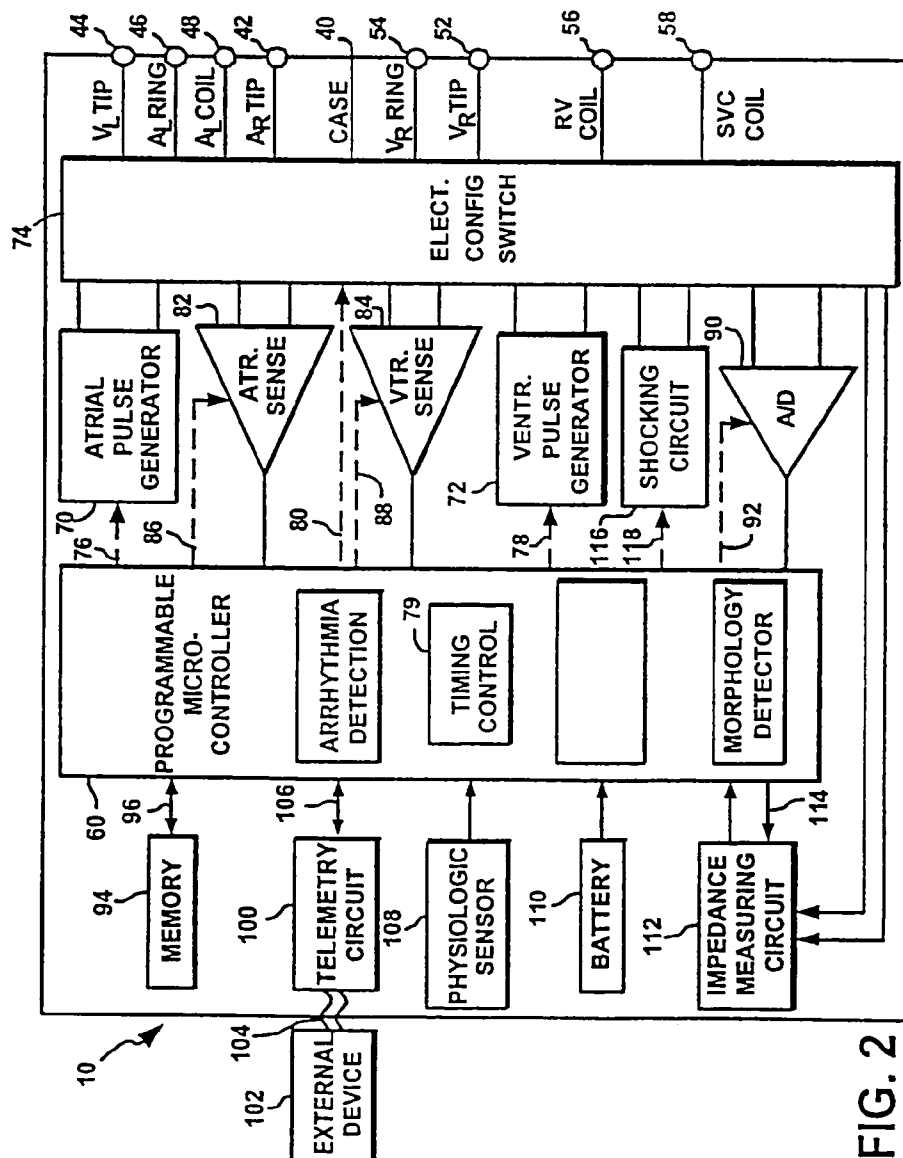 74
ELECT.
CONFIG
SWITCH
VL TIP
44
AL RING
46
AL COIL
48
AR TIP
42
CASE
40
VR RING
54
VR TIP
52
RV
COIL
56
SVC
COIL
58
ATRIAL
PULSE
GENERATOR
70
76
ATR.
SENSE
82
86
80
VTR.
SENSE
84
88
VENTR.
PULSE
GENERATOR
72
78
SHOCKING
CIRCUIT
116
118
A/D
90
92
PROGRAMMABLE
MICRO-
CONTROLLER
60
ARRHYTHMIA
DETECTION
TIMING
CONTROL
79
MORPHOLOGY
DETECTOR
MEMORY
94
96
TELEMETRY
CIRCUIT
100
106
PHYSIOLOGIC
SENSOR
108
BATTERY
110
IMPEDANCE
MEASURING
CIRCUIT
112
114
10
104
EXTERNAL
DEVICE
102
FIG. 2